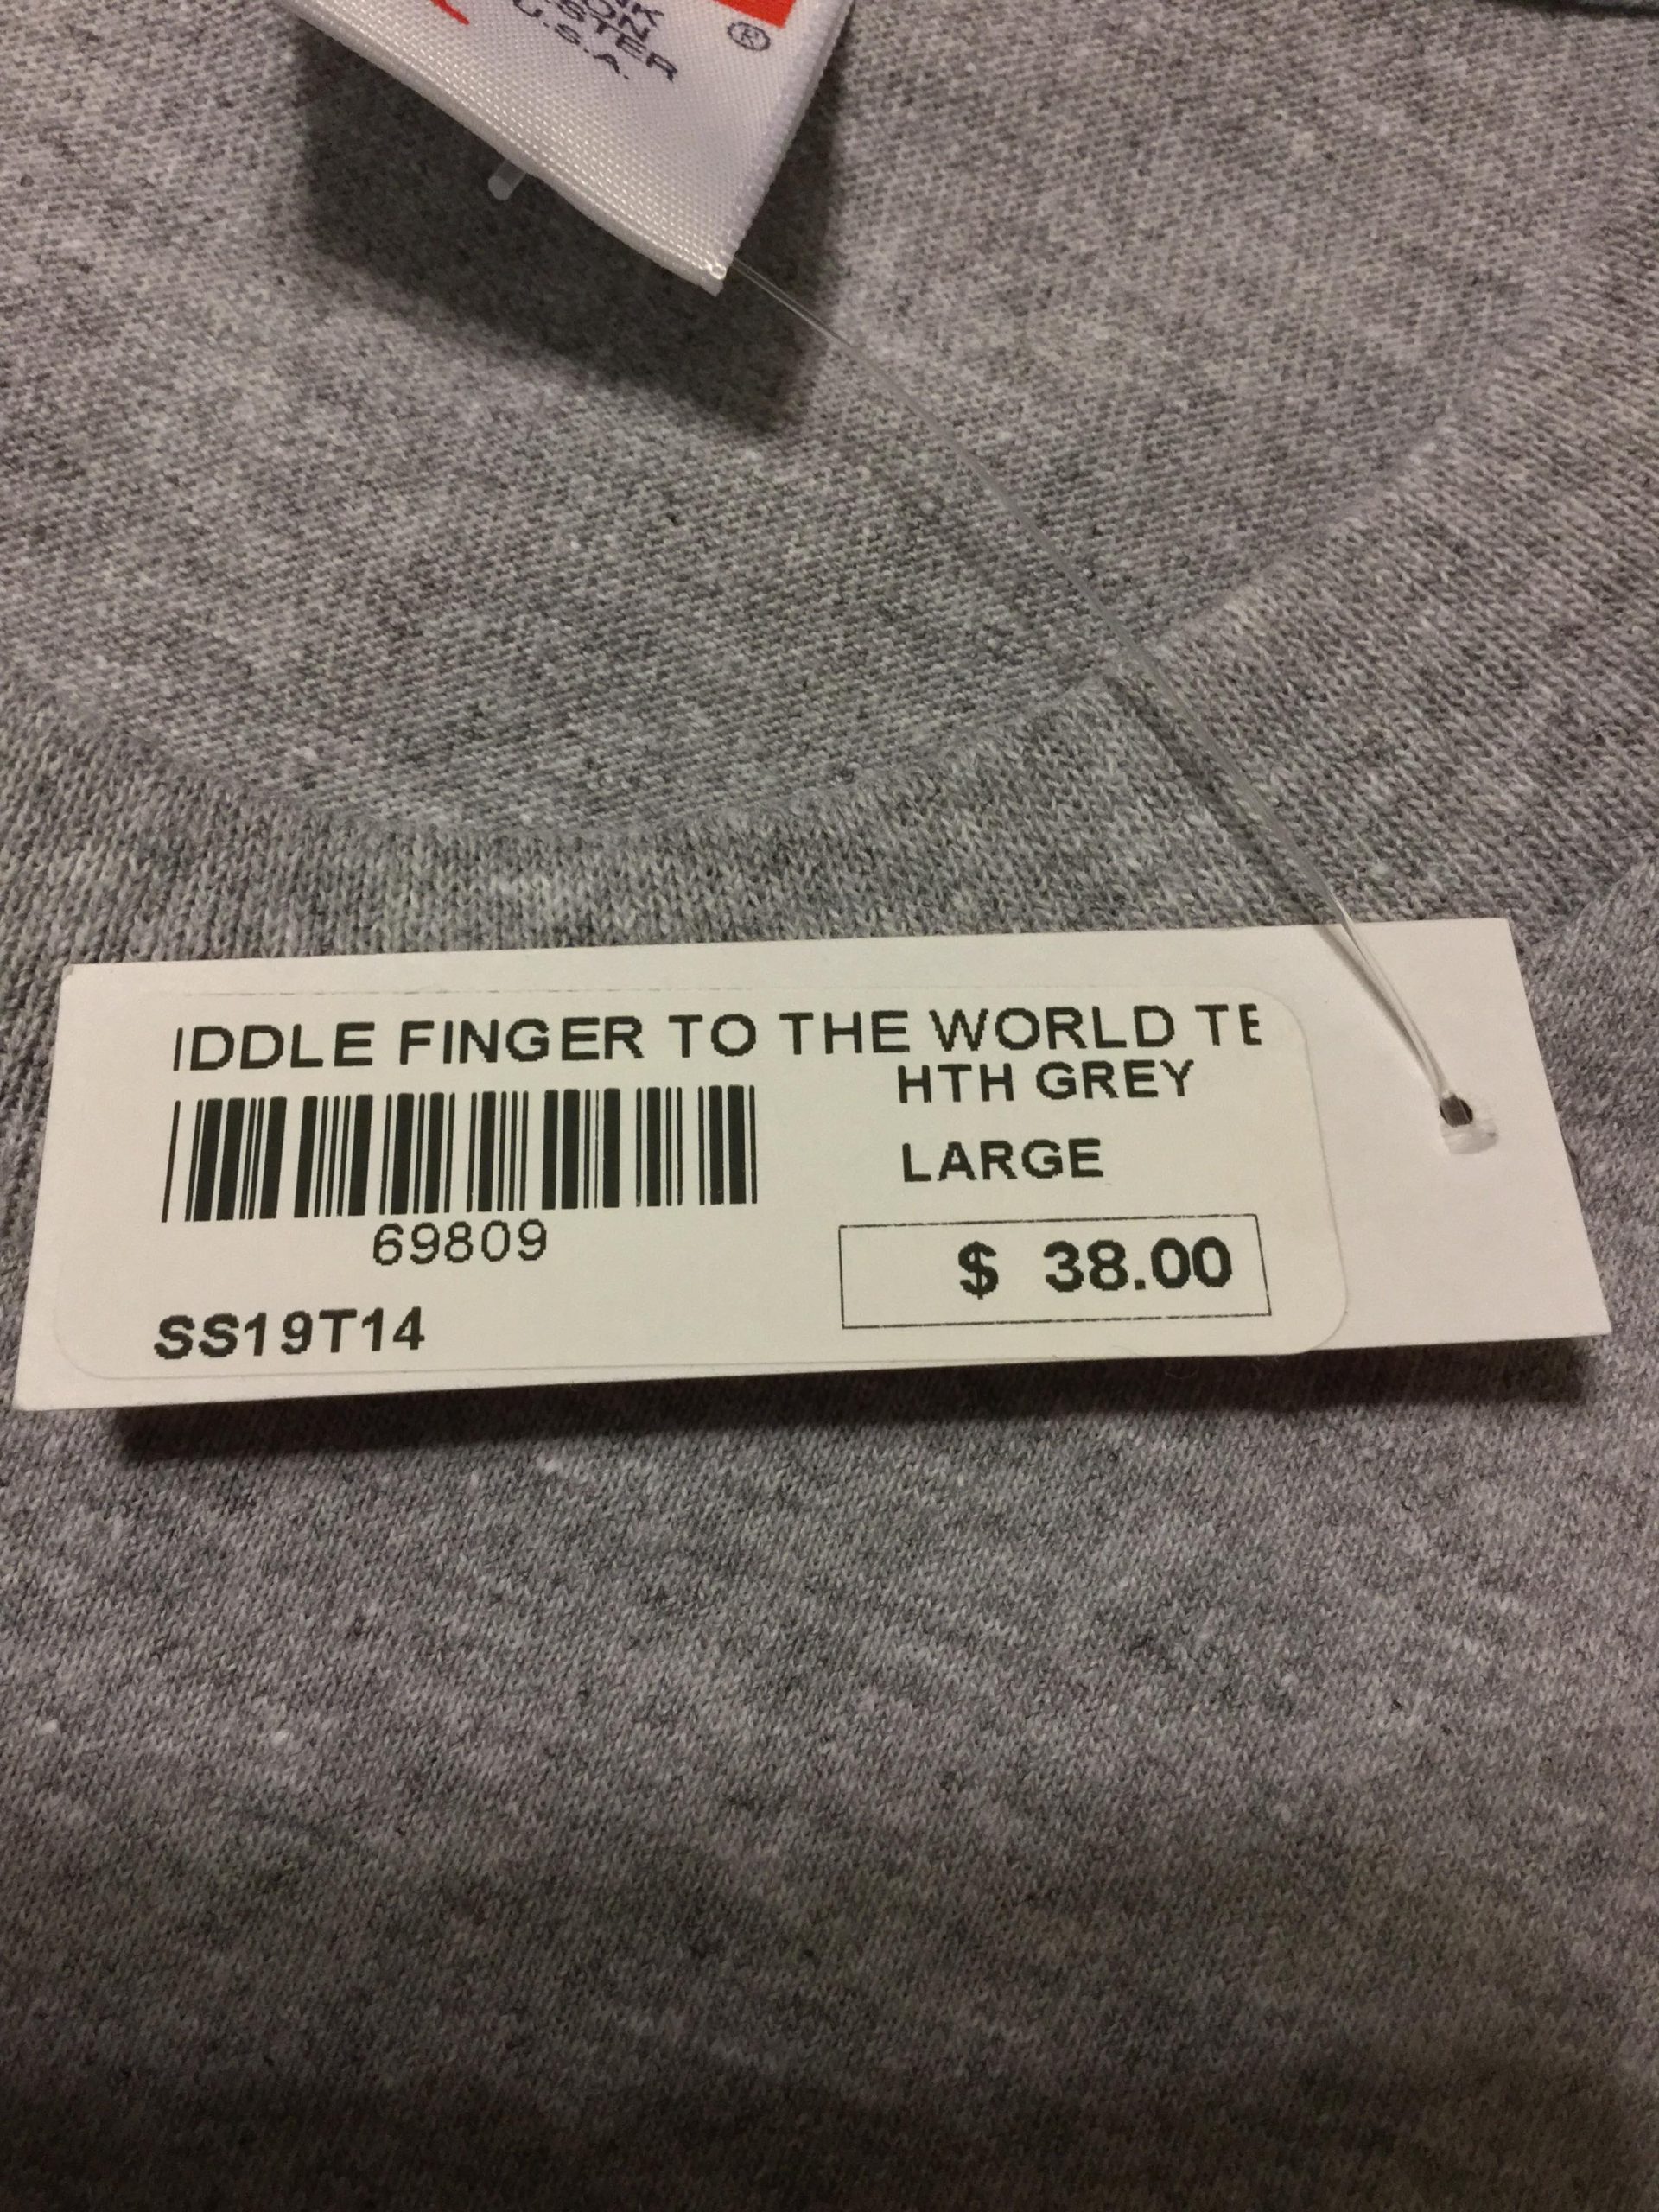 U.S.A.
®
IDDLE FINGER TO THE WORLD TE
HTH GREY
LARGE
69809
$ 38.00
SS19T14